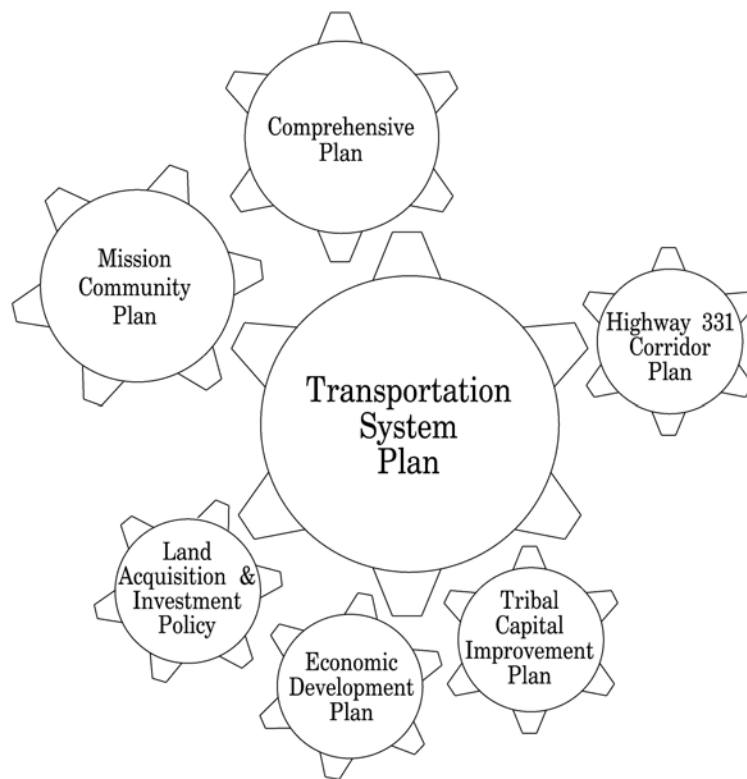 Comprehensive
Plan
Mission
Community
Plan
Highway 331
Corridor
Plan
Transportation
System
Plan
Land
Acquisition &
Investment
Policy
Economic
Development
Plan
Tribal
Capital
Improvement
Plan